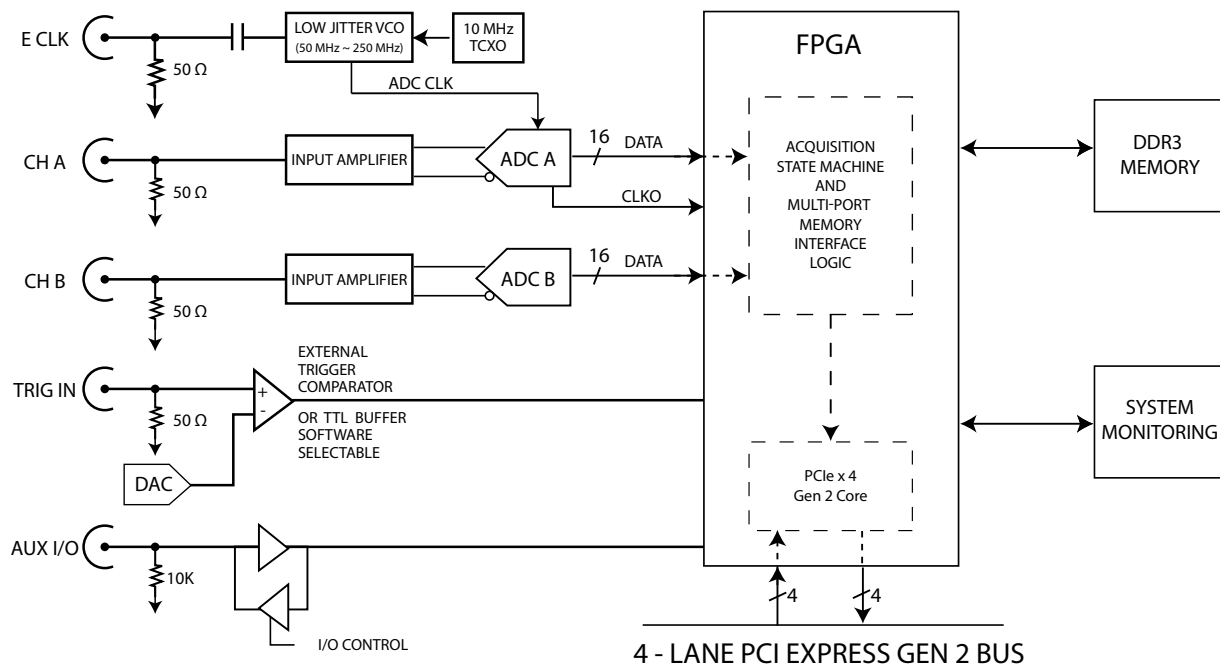 E CLK
50 Ω
LOW JITTER VCO
(50 MHz ~ 250 MHz)
10 MHz
TCXO
ADC CLK
CH A
50 Ω
INPUT AMPLIFIER
ADC A
16
DATA
CLKO
CH B
50 Ω
INPUT AMPLIFIER
ADC B
16
DATA
TRIG IN
50 Ω
+
-
DAC
EXTERNAL
TRIGGER
COMPARATOR
OR TTL BUFFER
SOFTWARE
SELECTABLE
AUX I/O
10K
I/O CONTROL
FPGA
ACQUISITION
STATE MACHINE
AND
MULTI-PORT
MEMORY
INTERFACE
LOGIC
PCIe x 4
Gen 2 Core
4
4
4 - LANE PCI EXPRESS GEN 2 BUS
DDR3
MEMORY
SYSTEM
MONITORING